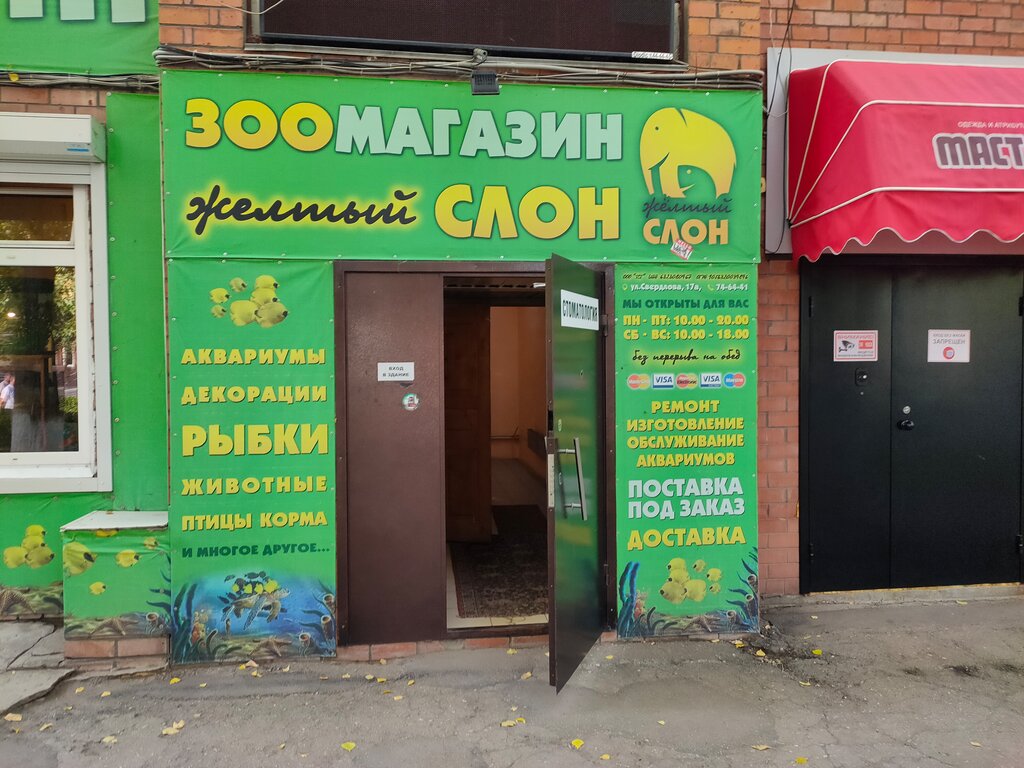 ЗООМАГАЗИН
желтый СЛОН
желтый
СЛОН
АКВАРИУМЫ
ДЕКОРАЦИИ
РЫБКИ
ЖИВОТНЫЕ
ПТИЦЫ КОРМА
И МНОГОЕ ДРУГОЕ...
ВХОД
В ЗДАНИЕ
СТОМАТОЛОГИЯ
ул.Свердлова, 17а, 74-64-41
МЫ ОТКРЫТЫ ДЛЯ ВАС
ПН - ПТ: 10.00 - 20.00
СБ - ВС: 10.00 - 18.00
без перерыва на обед
VISA VISA
РЕМОНТ
ИЗГОТОВЛЕНИЕ
ОБСЛУЖИВАНИЕ
АКВАРИУМОВ
ПОСТАВКА
ПОД ЗАКАЗ
ДОСТАВКА
ОДЕЖДА И АТРИБУТ
МАСТ
ЗАПРЕЩЕН